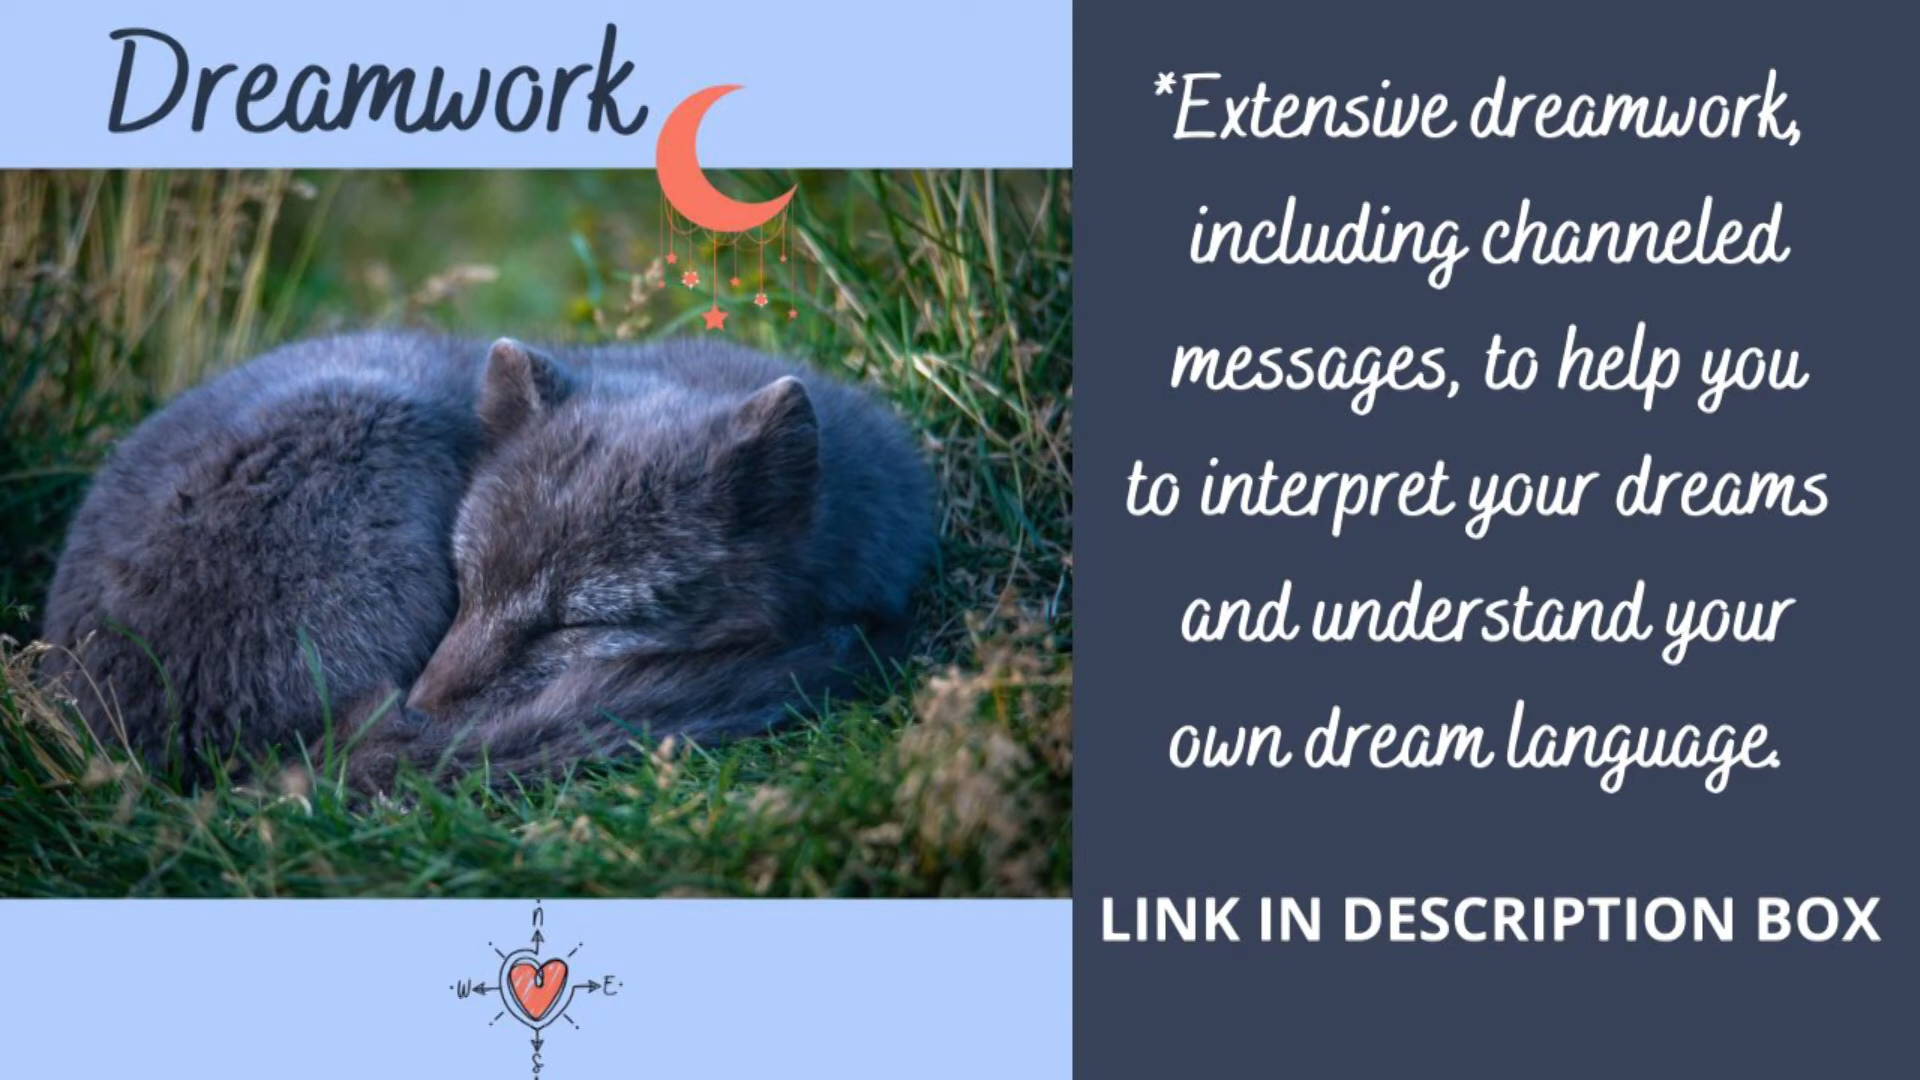 Dreamwork
*Extensive dreamwork,
including channeled
messages, to help you
to interpret your dreams
and understand your
own dream language.
LINK IN DESCRIPTION BOX
n
W E
S